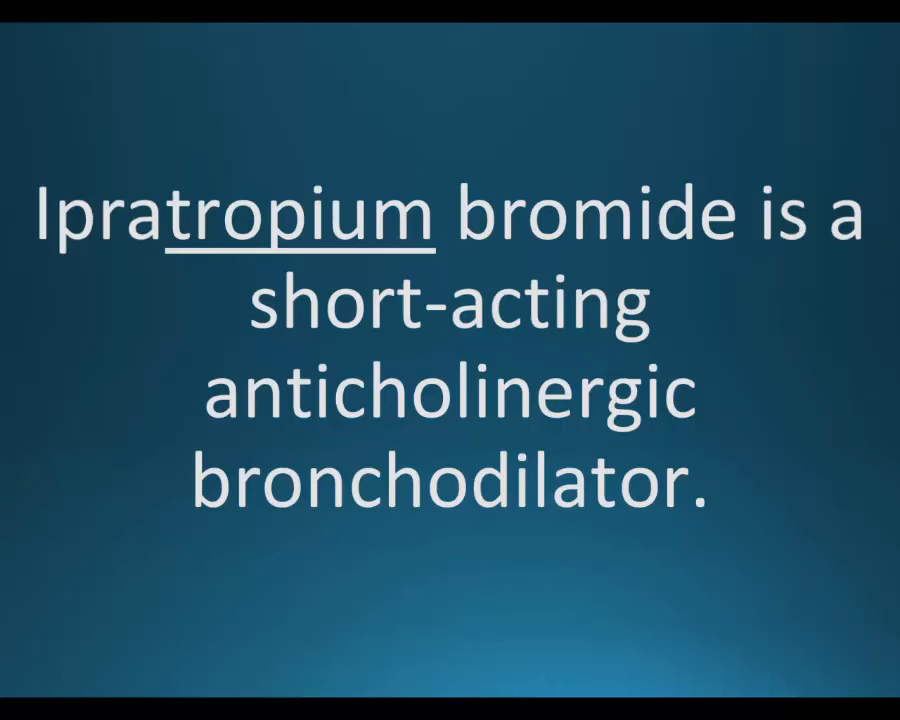 Ipratropium bromide is a
short-acting
anticholinergic
bronchodilator.